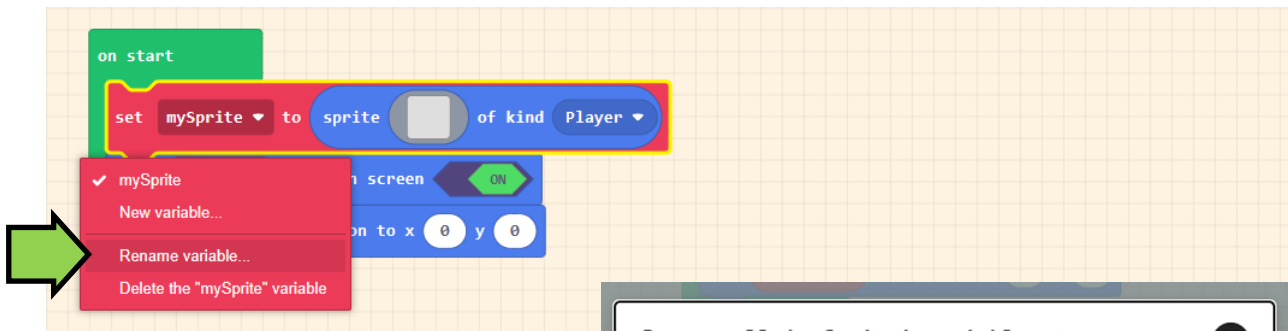 on start
set mySprite to sprite of kind Player
mySprite
screen ON
New variable...
to x 0 y 0
Rename variable...
Delete the "mySprite" variable